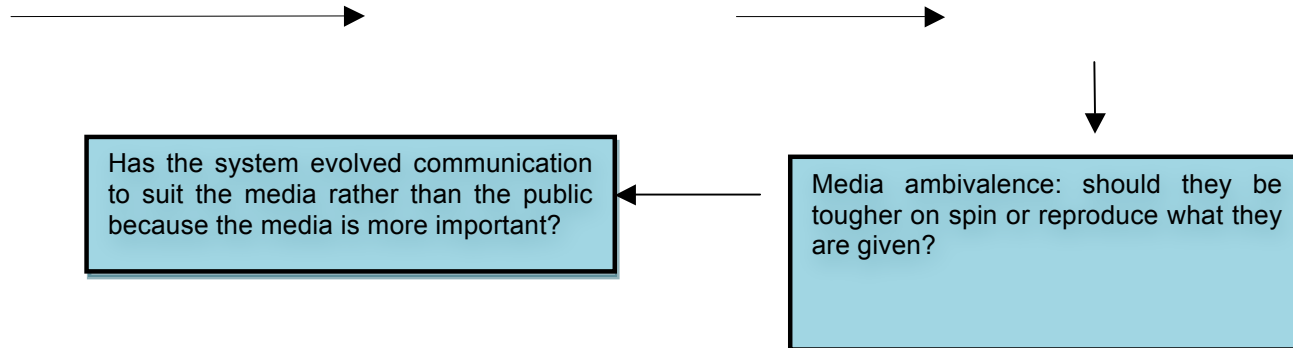 Has the system evolved communication
to suit the media rather than the public
because the media is more important?
Media ambivalence: should they be
tougher on spin or reproduce what they
are given?